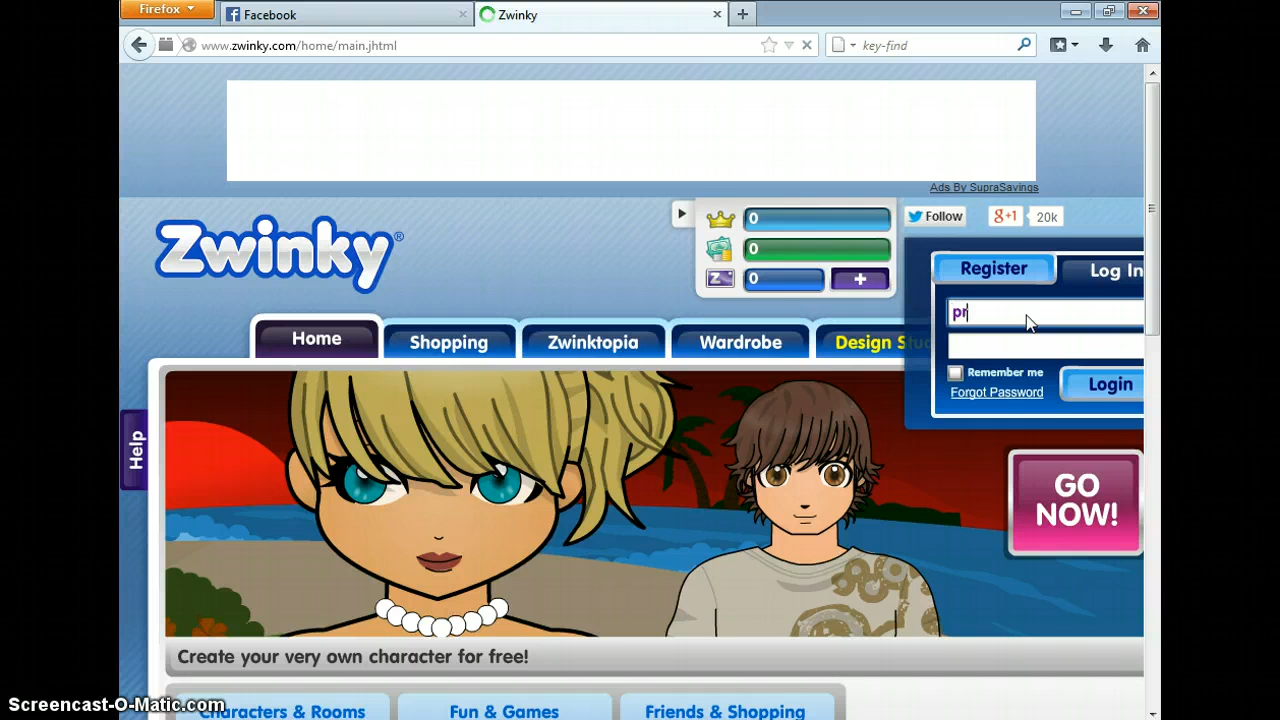 Firefox
Facebook
Zwinky
www.zwinky.com/home/main.jhtml
key-find
Ads By SupraSavings
Zwinky®
0
0
Z
0
+
Follow
g+1
20k
Register
Log In
pr
Remember me
Forgot Password
Login
Home
Shopping
Zwinktopia
Wardrobe
Design Stu
Help
GO
NOW!
Create your very own character for free!
Characters & Rooms
Fun & Games
Friends & Shopping
Screencast-O-Matic.com